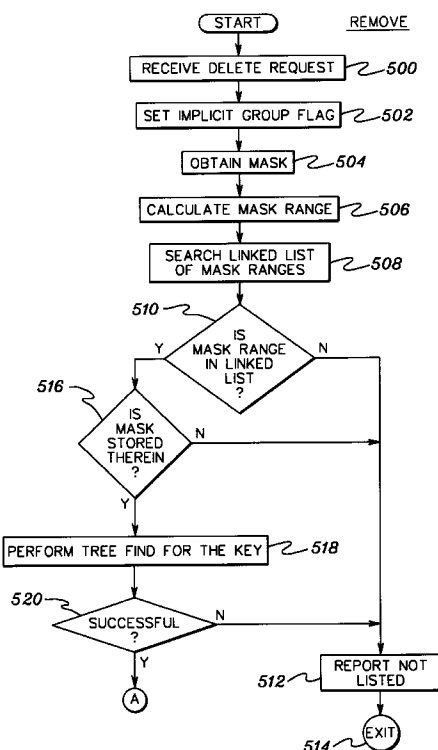 START
REMOVE
RECEIVE DELETE REQUEST
500
SET IMPLICIT GROUP FLAG
502
OBTAIN MASK
504
CALCULATE MASK RANGE
506
SEARCH LINKED LIST
OF MASK RANGES
508
510
IS
MASK RANGE
IN LINKED
LIST
?
Y
N
516
IS
MASK
STORED
THEREIN
?
N
Y
PERFORM TREE FIND FOR THE KEY
518
520
SUCCESSFUL
?
N
Y
A
512
REPORT NOT
LISTED
514
EXIT